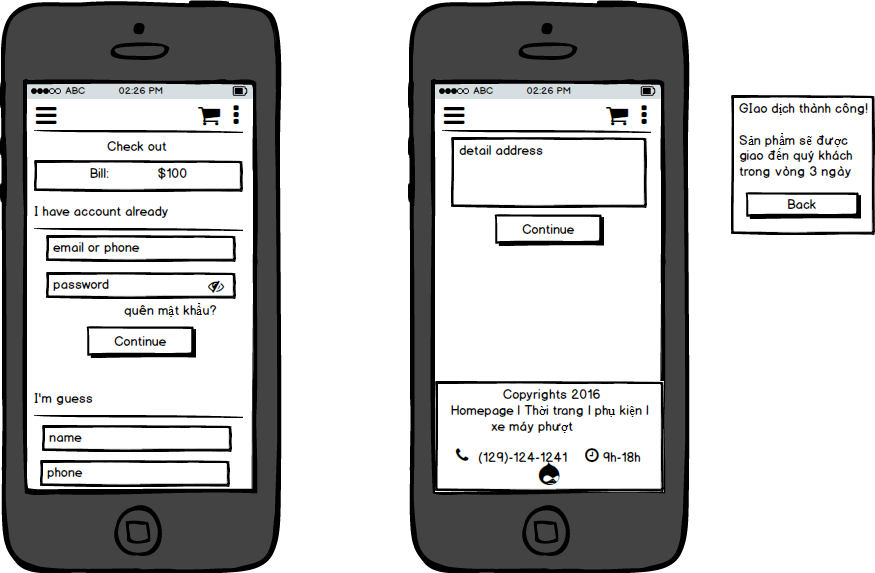 ABC 02:26 PM
Check out
Bill: $100
I have account already
email or phone
password
quên mật khẩu?
Continue
I'm guess
name
phone
ABC 02:26 PM
detail address
Continue
Copyrights 2016
Homepage | Thời trang | phụ kiện |
xe máy phượt
(129)-124-1241 9h-18h
GIao dịch thành công!
Sản phẩm sẽ được
giao đến quý khách
trong vòng 3 ngày
Back